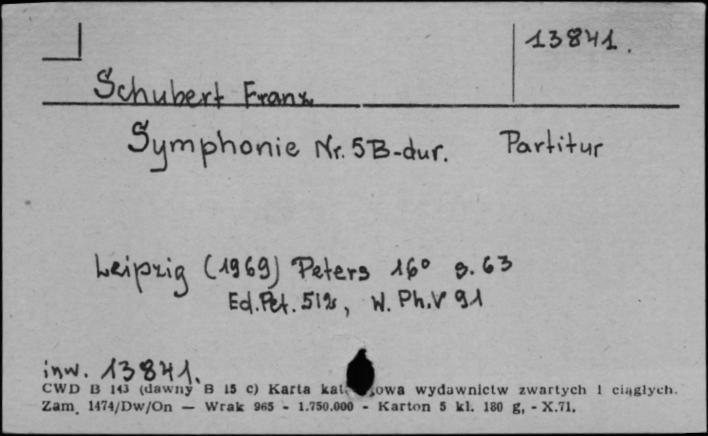 13841.
Schubert Franz
Symphonie Nr. 5 B-dur. Partitur
Leipzig (1969) Peters 16° s. 63
Ed. Pet. 512, W. Ph. V 91
inw. 13841.
CWD B 143 (dawny B 15 c) Karta wydawnictw zwartych i ciągłych.
Zam. 1474/Dw/On — Wrak 965 - 1.750.000 - Karton 5 kl. 180 g, - X.71.